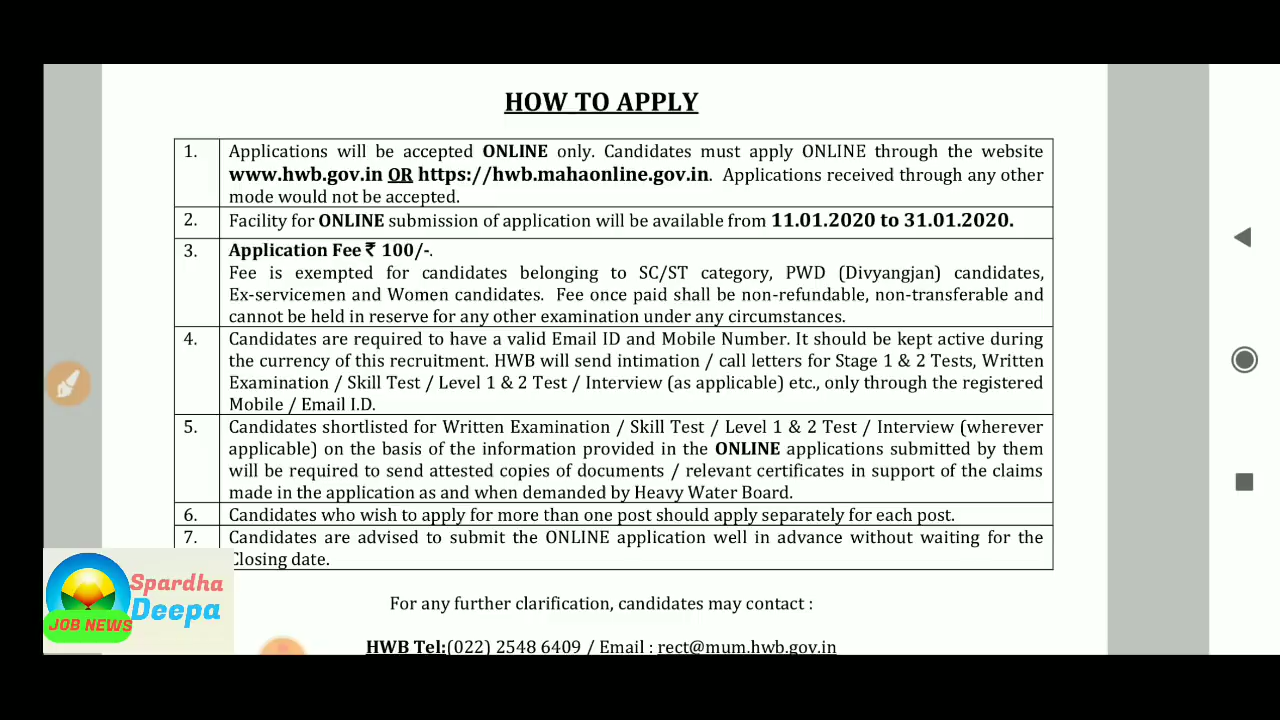 HOW TO APPLY
1. Applications will be accepted ONLINE only. Candidates must apply ONLINE through the website
www.hwb.gov.in OR https://hwb.mahaonline.gov.in. Applications received through any other
mode would not be accepted.
2. Facility for ONLINE submission of application will be available from 11.01.2020 to 31.01.2020.
3. Application Fee ₹ 100/-.
Fee is exempted for candidates belonging to SC/ST category, PWD (Divyangjan) candidates,
Ex-servicemen and Women candidates. Fee once paid shall be non-refundable, non-transferable and
cannot be held in reserve for any other examination under any circumstances.
4. Candidates are required to have a valid Email ID and Mobile Number. It should be kept active during
the currency of this recruitment. HWB will send intimation / call letters for Stage 1 & 2 Tests, Written
Examination / Skill Test / Level 1 & 2 Test / Interview (as applicable) etc., only through the registered
Mobile / Email I.D.
5. Candidates shortlisted for Written Examination / Skill Test / Level 1 & 2 Test / Interview (wherever
applicable) on the basis of the information provided in the ONLINE applications submitted by them
will be required to send attested copies of documents / relevant certificates in support of the claims
made in the application as and when demanded by Heavy Water Board.
6. Candidates who wish to apply for more than one post should apply separately for each post.
7. Candidates are advised to submit the ONLINE application well in advance without waiting for the
Closing date.
Spardha
Deepa
JOB NEWS
For any further clarification, candidates may contact :
HWB Tel:(022) 2548 6409 / Email : rect@mum.hwb.gov.in